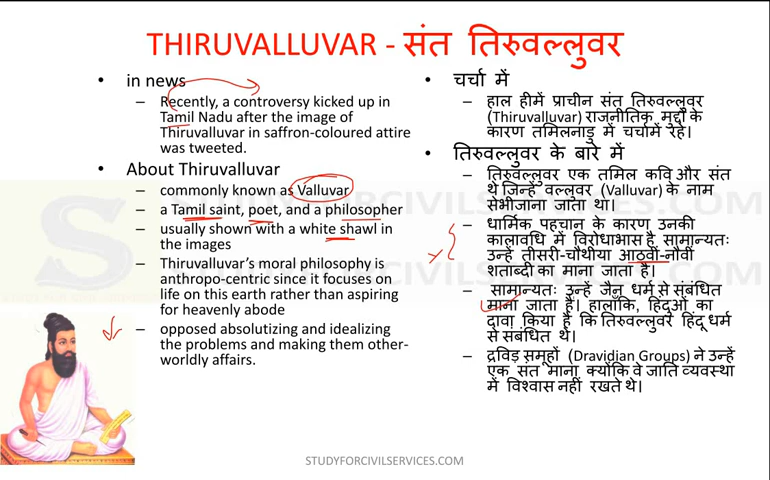 THIRUVALLUVAR - संत तिरुवल्लुवर
• in news
– Recently, a controversy kicked up in
Tamil Nadu after the image of
Thiruvalluvar in saffron-coloured attire
was tweeted.
• About Thiruvalluvar
– commonly known as Valluvar
– a Tamil saint, poet, and a philosopher
– usually shown with a white shawl in
the images
– Thiruvalluvar's moral philosophy is
anthropo-centric since it focuses on
life on this earth rather than aspiring
for heavenly abode
– opposed absolutizing and idealizing
the problems and making them other-
worldly affairs.
• चर्चा में
– हाल हीमें प्राचीन संत तिरुवल्लुवर
(Thiruvalluvar) राजनीतिक मुद्दों के
कारण तमिलनाडु में चर्चामें रहे।
• तिरुवल्लुवर के बारे में
– तिरुवल्लुवर एक तमिल कवि और संत
थे जिन्हें वल्लुवर (Valluvar) के नाम
सेभीजाना जाता था।
– धार्मिक पहचान के कारण उनकी
कालावधि में विरोधाभास है सामान्यतः
उन्हें तीसरी-चौथीया आठवीं-नौवीं
शताब्दी का माना जाता है।
– सामान्यतः उन्हें जैन धर्म से संबंधित
माना जाता है। हालाँकि, हिंदुओं का
दावा किया है कि तिरुवल्लुवर हिंदू धर्म
से संबंधित थे।
– द्रविड़ समूहों (Dravidian Groups) ने उन्हें
एक संत माना क्योंकि वे जाति व्यवस्था
में विश्वास नहीं रखते थे।
STUDYFORCIVILSERVICES.COM